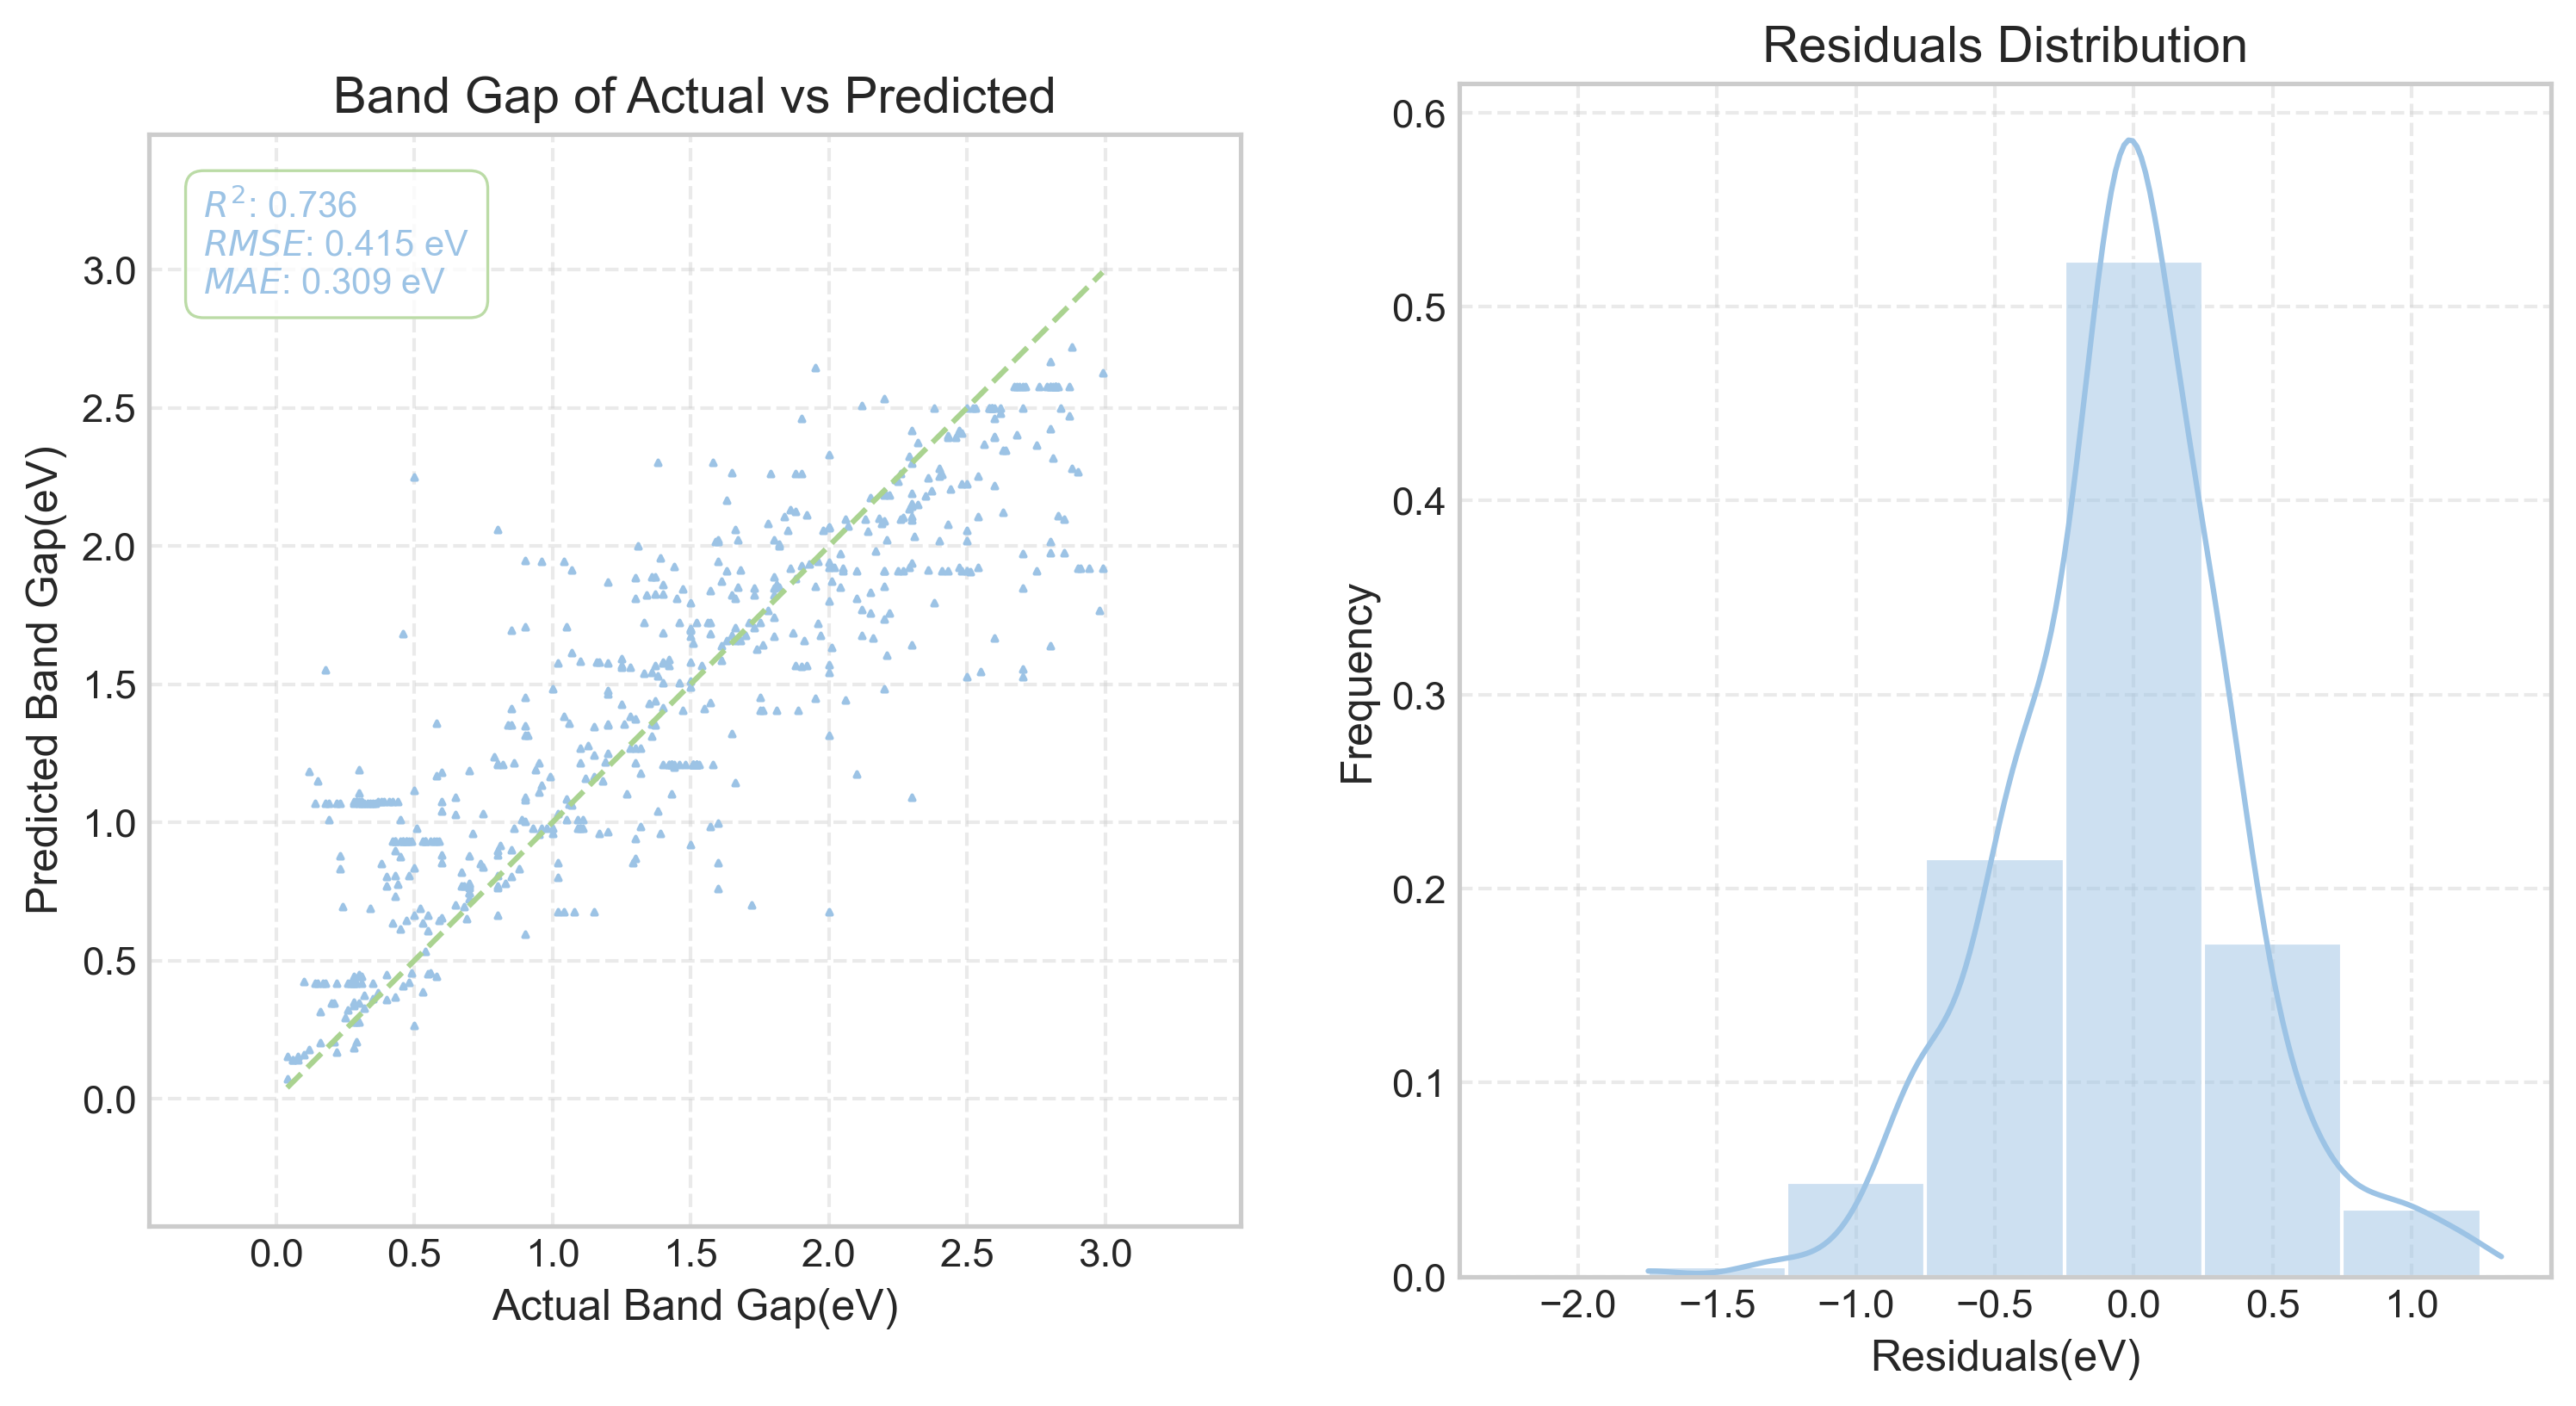 Band Gap of Actual vs Predicted
R²: 0.736
RMSE: 0.415 eV
MAE: 0.309 eV
Predicted Band Gap(eV)
3.0
2.5
2.0
1.5
1.0
0.5
0.0
0.0 0.5 1.0 1.5 2.0 2.5 3.0
Actual Band Gap(eV)
Residuals Distribution
Frequency
0.6
0.5
0.4
0.3
0.2
0.1
0.0
−2.0 −1.5 −1.0 −0.5 0.0 0.5 1.0
Residuals(eV)